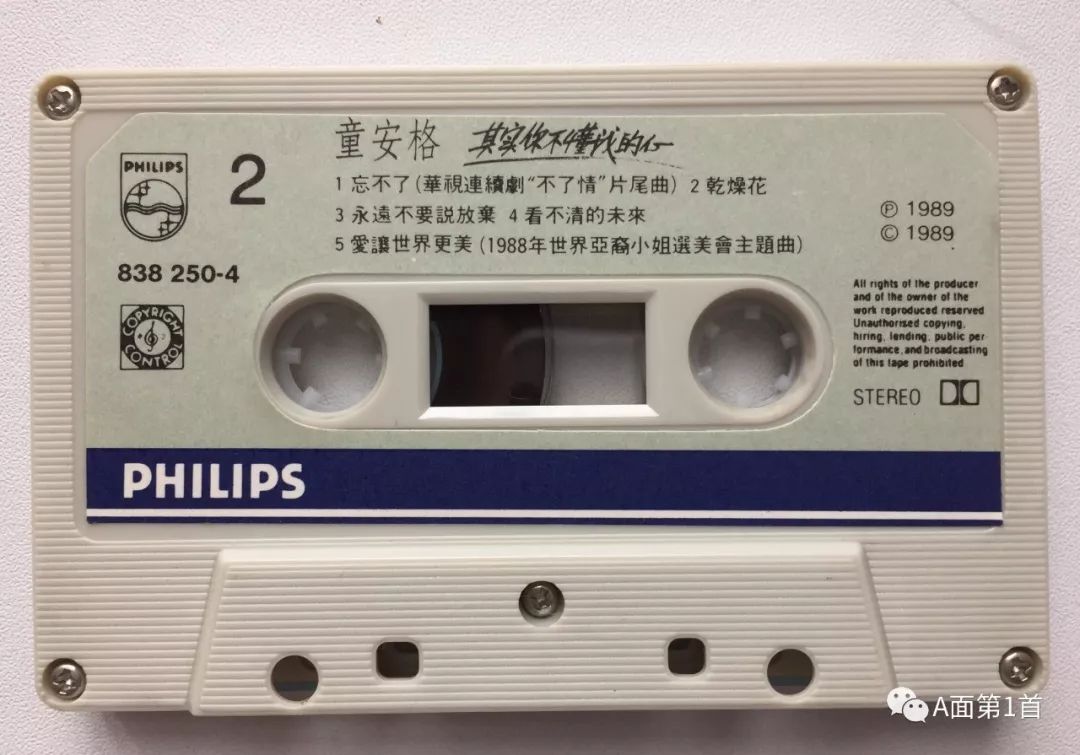 童安格 其实你不懂我的心
PHILIPS
2
1 忘不了(華視連續劇“不了情”片尾曲) 2 乾燥花
3 永遠不要説放棄 4 看不清的未來
5 愛讓世界更美(1988年世界亞裔小姐選美會主題曲)
Ⓟ 1989
© 1989
838 250-4
COPYRIGHT CONTROL
All rights of the producer
and of the owner of the
work reproduced reserved
Unauthorised copying,
hiring, lending, public per-
formance, and broadcasting
of this tape prohibited
STEREO
PHILIPS
A面第1首